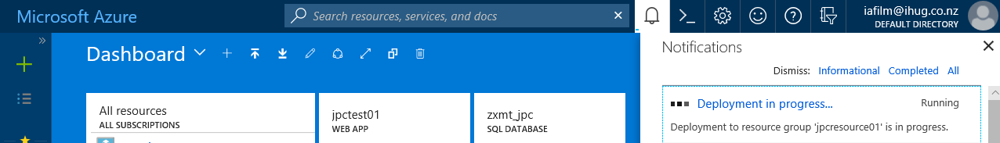 Microsoft Azure
Search resources, services, and docs
iafilm@ihug.co.nz
DEFAULT DIRECTORY
Dashboard
All resources
ALL SUBSCRIPTIONS
jpctest01
WEB APP
zxmt_jpc
SQL DATABASE
Notifications
Dismiss: Informational Completed All
Deployment in progress... Running
Deployment to resource group 'jpcresource01' is in progress.